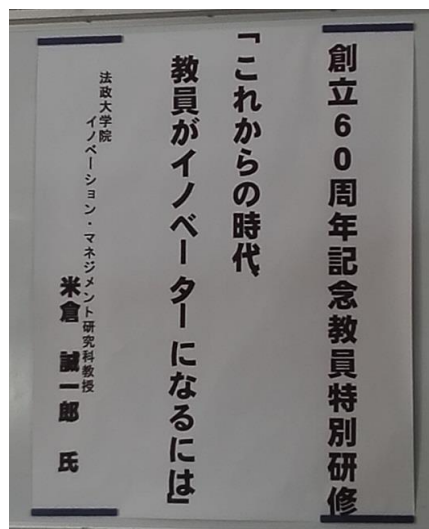 創立60周年記念教員特別研修
「これからの時代、
教員がイノベーターになるには」
法政大学院
イノベーション・マネジメント研究科教授
米倉 誠一郎 氏